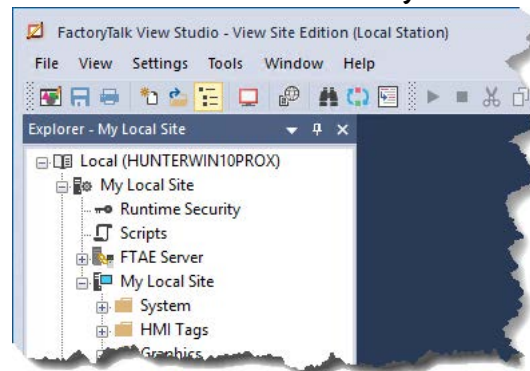 FactoryTalk View Studio - View Site Edition (Local Station)
File View Settings Tools Window Help
Explorer - My Local Site
Local (HUNTERWIN10PROX)
My Local Site
Runtime Security
Scripts
FTAE Server
My Local Site
System
HMI Tags
Graphics